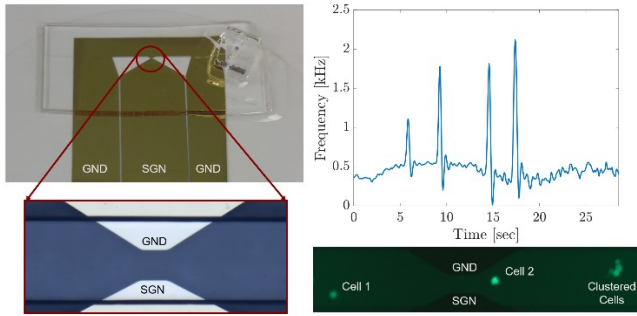 GND
SGN
GND
GND
SGN
2.5
2
1.5
1
0.5
0
Frequency [kHz]
0
5
10
15
20
25
Time [sec]
GND
Cell 1
Cell 2
SGN
Clustered
Cells